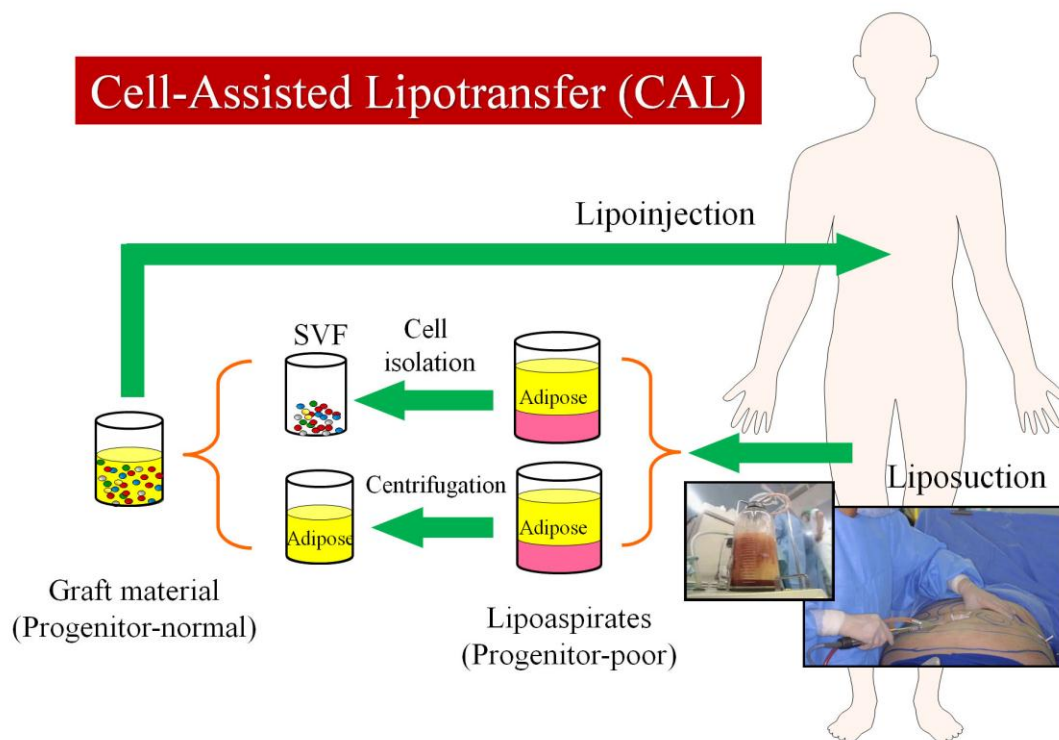 Cell-Assisted Lipotransfer (CAL)
Lipoinjection
SVF
Cell
isolation
Adipose
Centrifugation
Adipose
Adipose
Liposuction
Graft material
(Progenitor-normal)
Lipoaspirates
(Progenitor-poor)